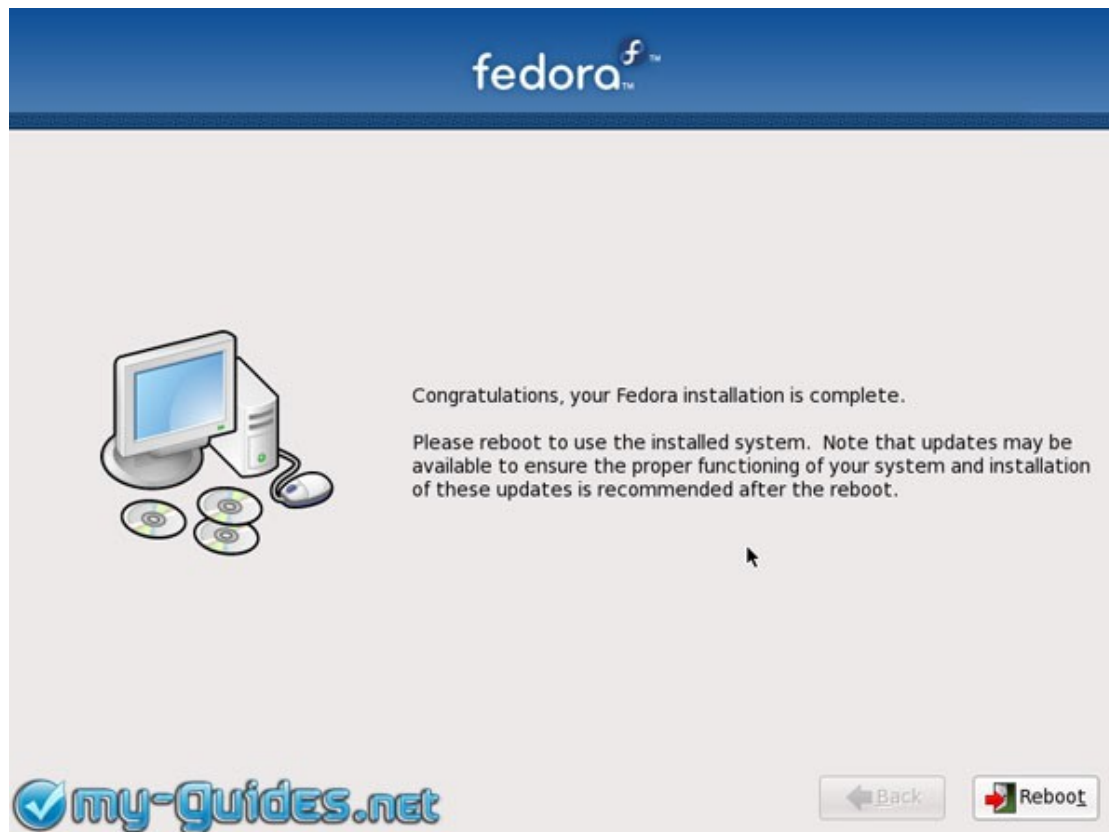 fedora™
Congratulations, your Fedora installation is complete.
Please reboot to use the installed system.  Note that updates may be
available to ensure the proper functioning of your system and installation
of these updates is recommended after the reboot.
my-guides.net
Back
Reboot